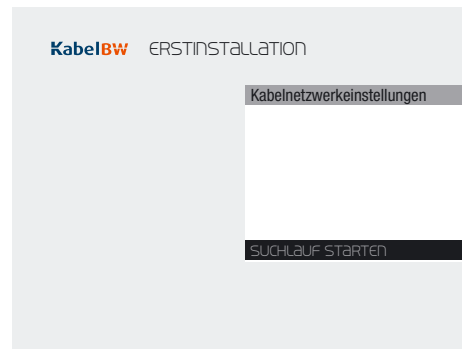 KabelBW ERSTINSTALLATION
Kabelnetzwerkeinstellungen
SUCHLAUF STARTEN